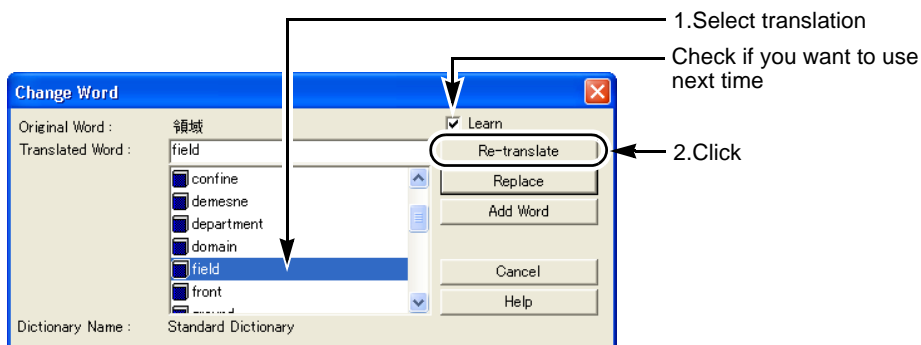 1.Select translation
Check if you want to use
next time
Change Word
Original Word : 領域
Learn
Translated Word : field
Re-translate
2.Click
confine
Replace
demesne
department
Add Word
domain
field
Cancel
front
Help
Dictionary Name : Standard Dictionary